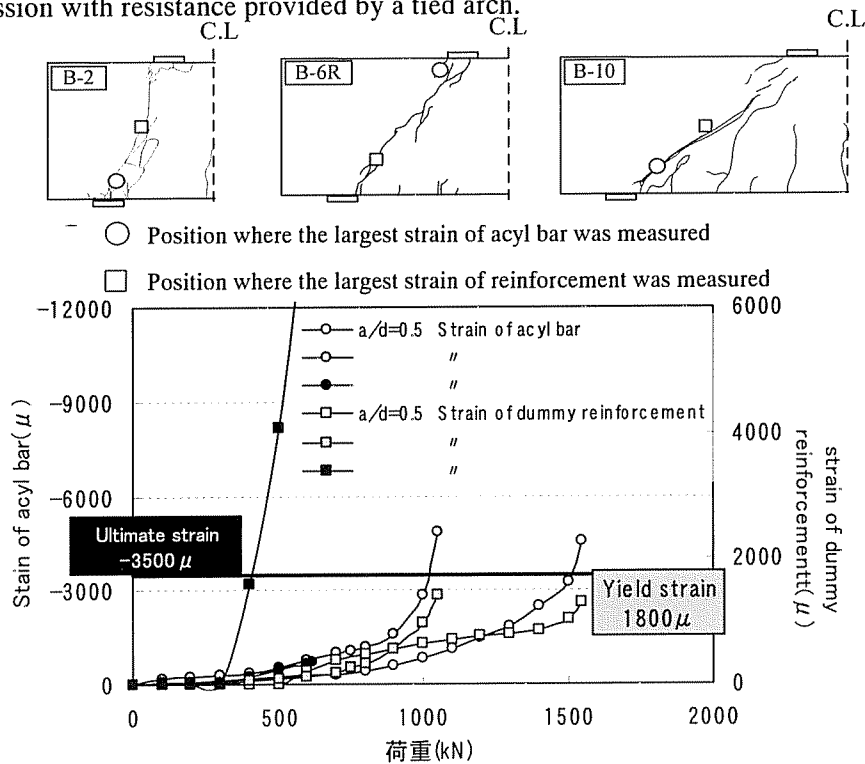 ssion with resistance provided by a tied arch.
C.L
C.L
C.L
B-2
B-6R
B-10
Position where the largest strain of acyl bar was measured
Position where the largest strain of reinforcement was measured
-12000
-9000
-6000
-3000
0
Stain of acyl bar(μ)
a/d=0.5 Strain of acyl bar
〃
〃
a/d=0.5 Strain of dummy reinforcement
〃
〃
Ultimate strain
-3500μ
Yield strain
1800μ
6000
4000
2000
0
strain of dummy
reinforcementt(μ)
0
500
1000
1500
2000
荷重(kN)